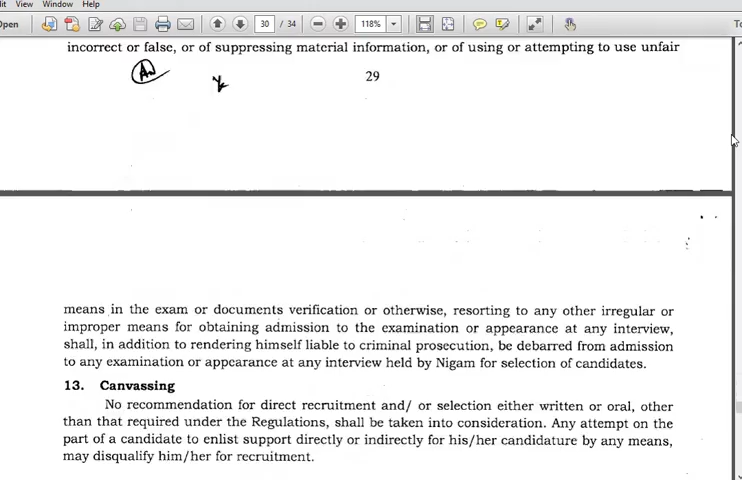 View Window Help
Open 30 / 34 118%
incorrect or false, or of suppressing material information, or of using or attempting to use unfair
29
means in the exam or documents verification or otherwise, resorting to any other irregular or
improper means for obtaining admission to the examination or appearance at any interview,
shall, in addition to rendering himself liable to criminal prosecution, be debarred from admission
to any examination or appearance at any interview held by Nigam for selection of candidates.
13. Canvassing
No recommendation for direct recruitment and/ or selection either written or oral, other
than that required under the Regulations, shall be taken into consideration. Any attempt on the
part of a candidate to enlist support directly or indirectly for his/her candidature by any means,
may disqualify him/her for recruitment.